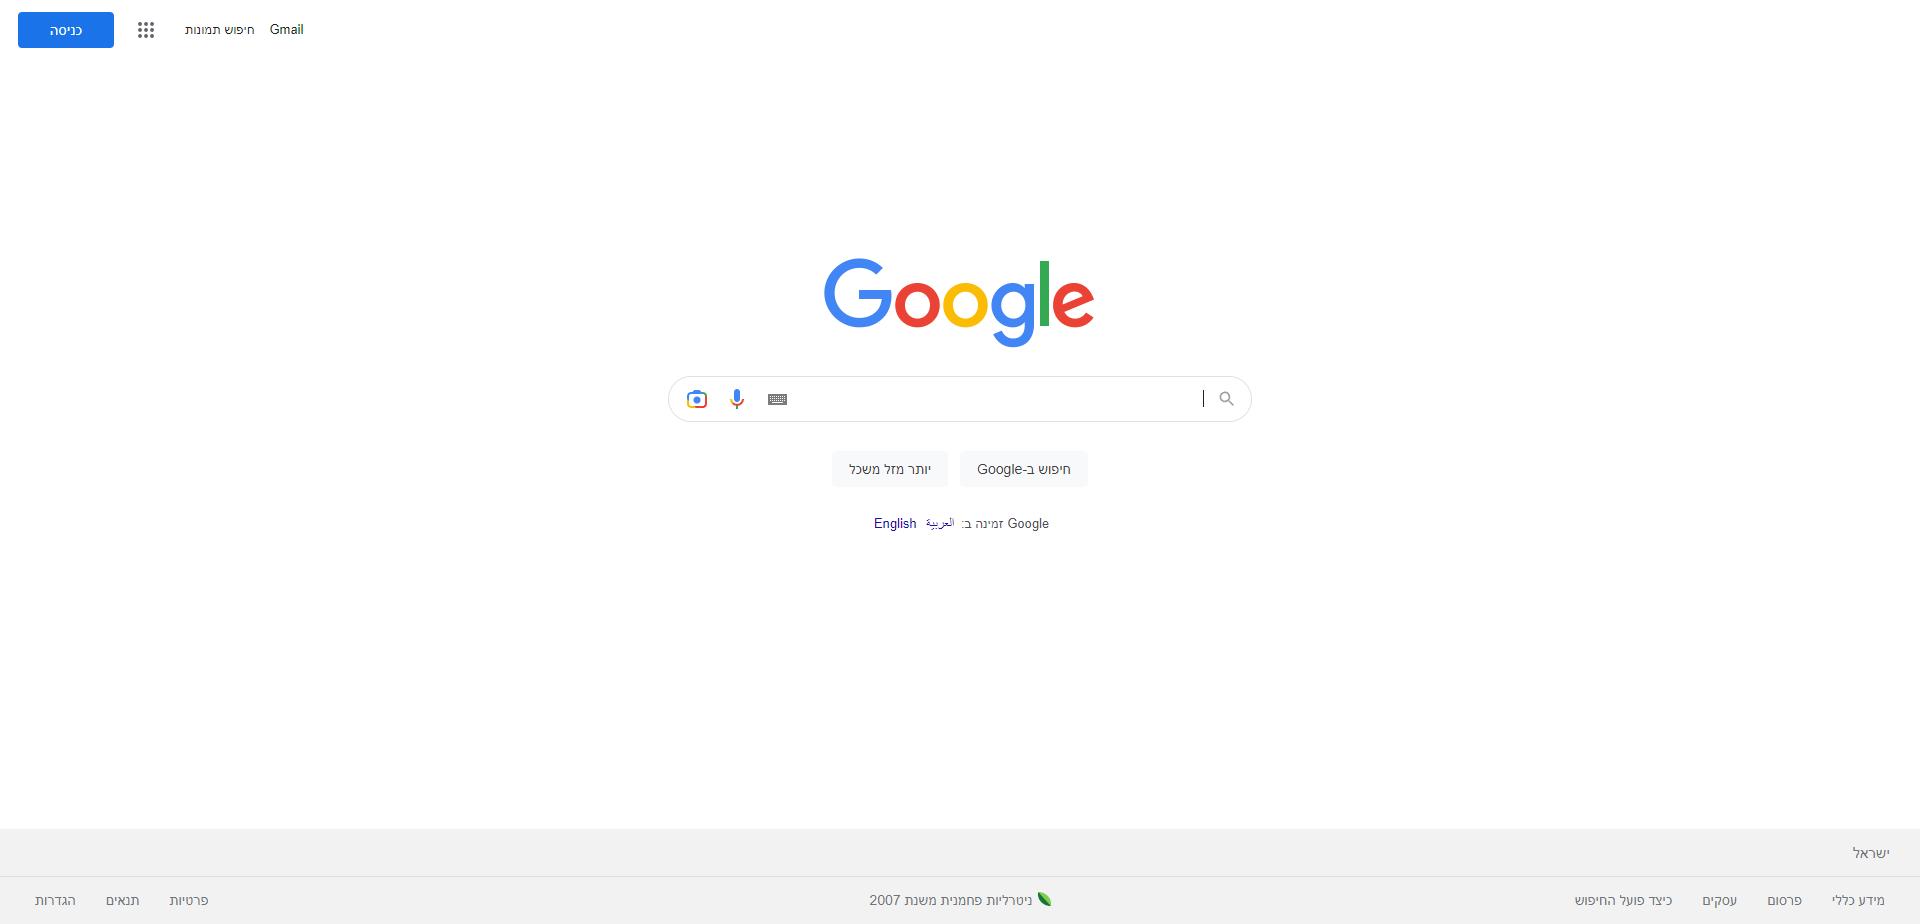 Gmail חיפוש תמונות כניסה
Google
חיפוש ב-Google יותר מזל משכל
Google זמינה ב: العربية English
ישראל
מידע כללי פרסום עסקים כיצד פועל החיפוש ניטרליות פחמנית משנת 2007 פרטיות תנאים הגדרות